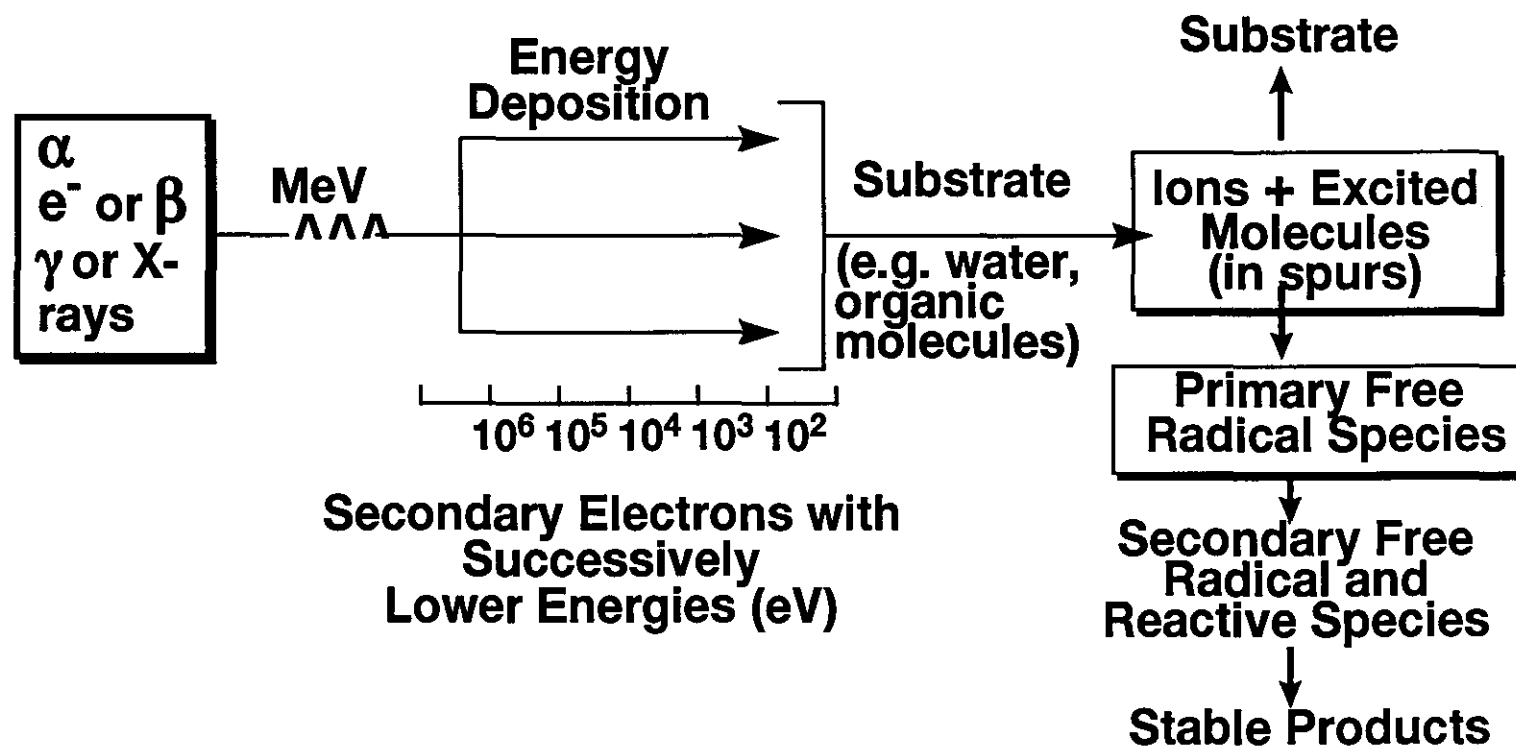 α
e⁻ or β
γ or X-
rays
MeV
Energy
Deposition
10⁶ 10⁵ 10⁴ 10³ 10²
Secondary Electrons with
Successively
Lower Energies (eV)
Substrate
(e.g. water,
organic
molecules)
Substrate
Ions + Excited
Molecules
(in spurs)
Primary Free
Radical Species
Secondary Free
Radical and
Reactive Species
Stable Products